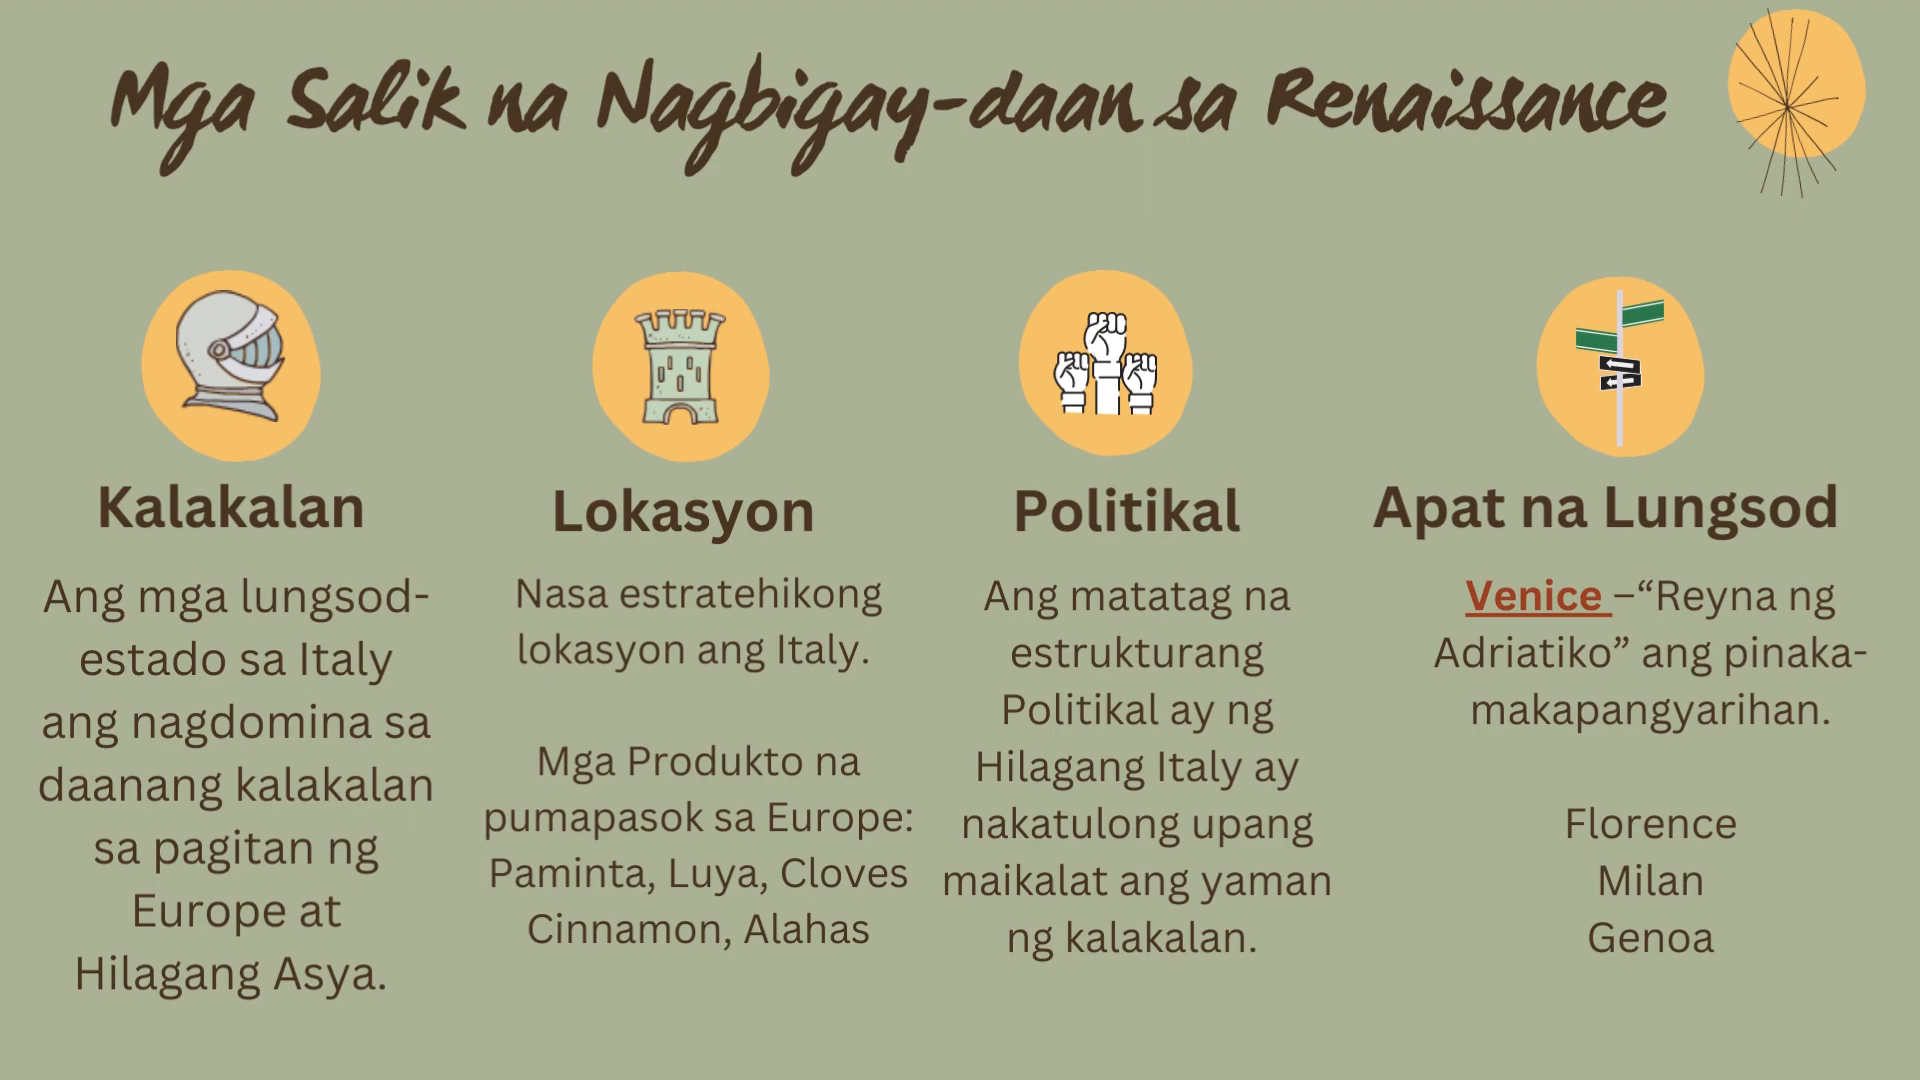 Mga Salik na Nagbigay-daan sa Renaissance
Kalakalan
Ang mga lungsod-
estado sa Italy
ang nagdomina sa
daanang kalakalan
sa pagitan ng
Europe at
Hilagang Asya.
Lokasyon
Nasa estratehikong
lokasyon ang Italy.
Mga Produkto na
pumapasok sa Europe:
Paminta, Luya, Cloves
Cinnamon, Alahas
Politikal
Ang matatag na
estrukturang
Politikal ay ng
Hilagang Italy ay
nakatulong upang
maikalat ang yaman
ng kalakalan.
Apat na Lungsod
Venice –“Reyna ng
Adriatiko” ang pinaka-
makapangyarihan.
Florence
Milan
Genoa